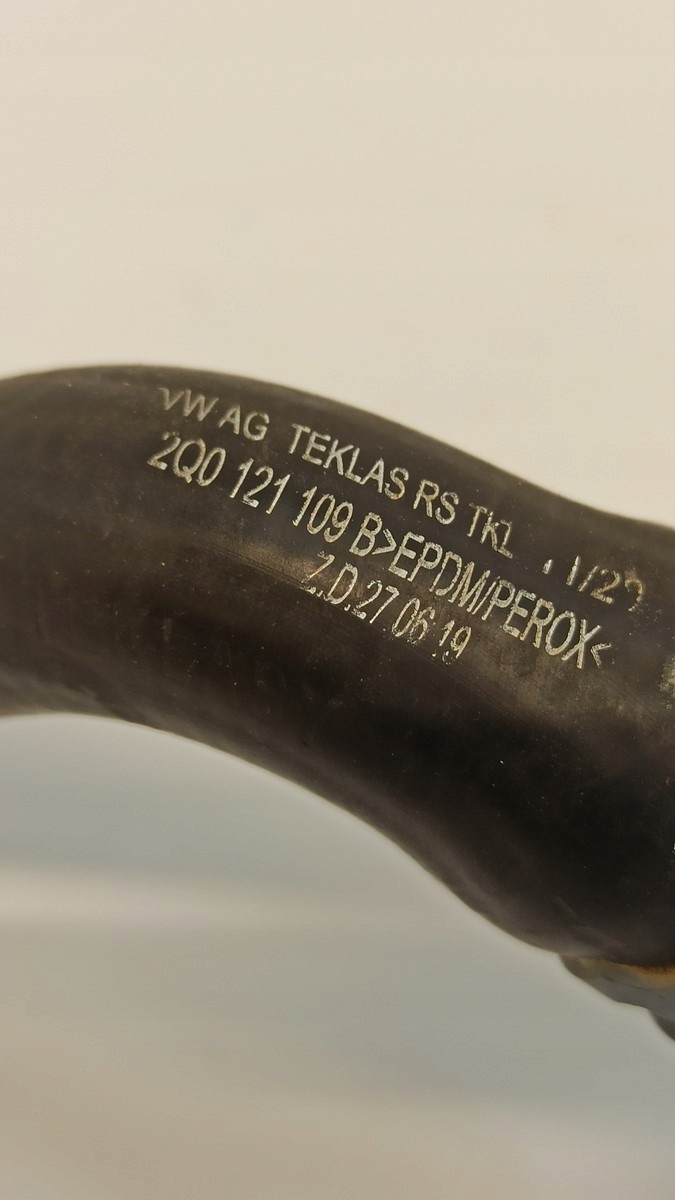 VW AG TEKLAS RS TKL
2Q0 121 109 B>EPDM/PEROX<
Z.D.27 06 19